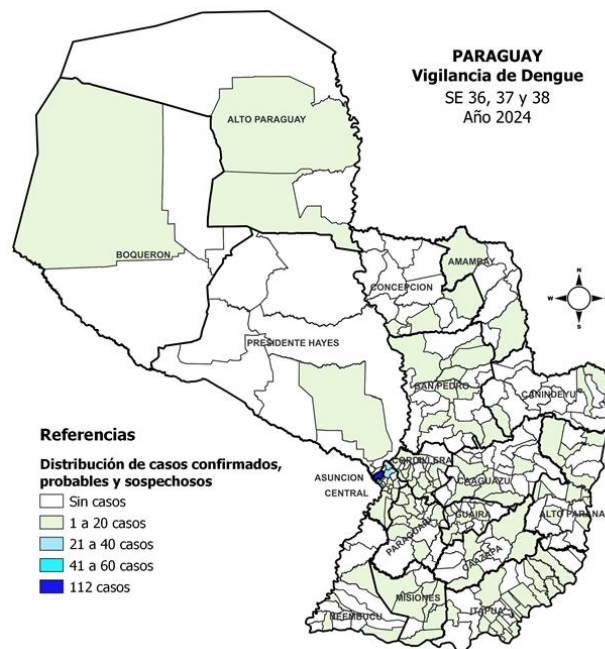 PARAGUAY
Vigilancia de Dengue
SE 36, 37 y 38
Año 2024
ALTO PARAGUAY
BOQUERON
AMAMBAY
CONCEPCION
N
W
E
S
PRESIDENTE HAYES
SAN PEDRO
CANINDEYU
CORDILLERA
ASUNCION
CENTRAL
CAAGUAZU
GUAIRA
ALTO PARANA
PARAGUARI
CAAZAPA
MISIONES
ITAPUA
ÑEEMBUCU
Referencias
Distribución de casos confirmados,
probables y sospechosos
Sin casos
1 a 20 casos
21 a 40 casos
41 a 60 casos
112 casos